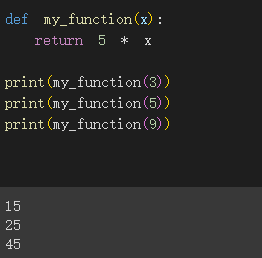 def my_function(x):
    return 5 * x
print(my_function(3))
print(my_function(5))
print(my_function(9))
15
25
45